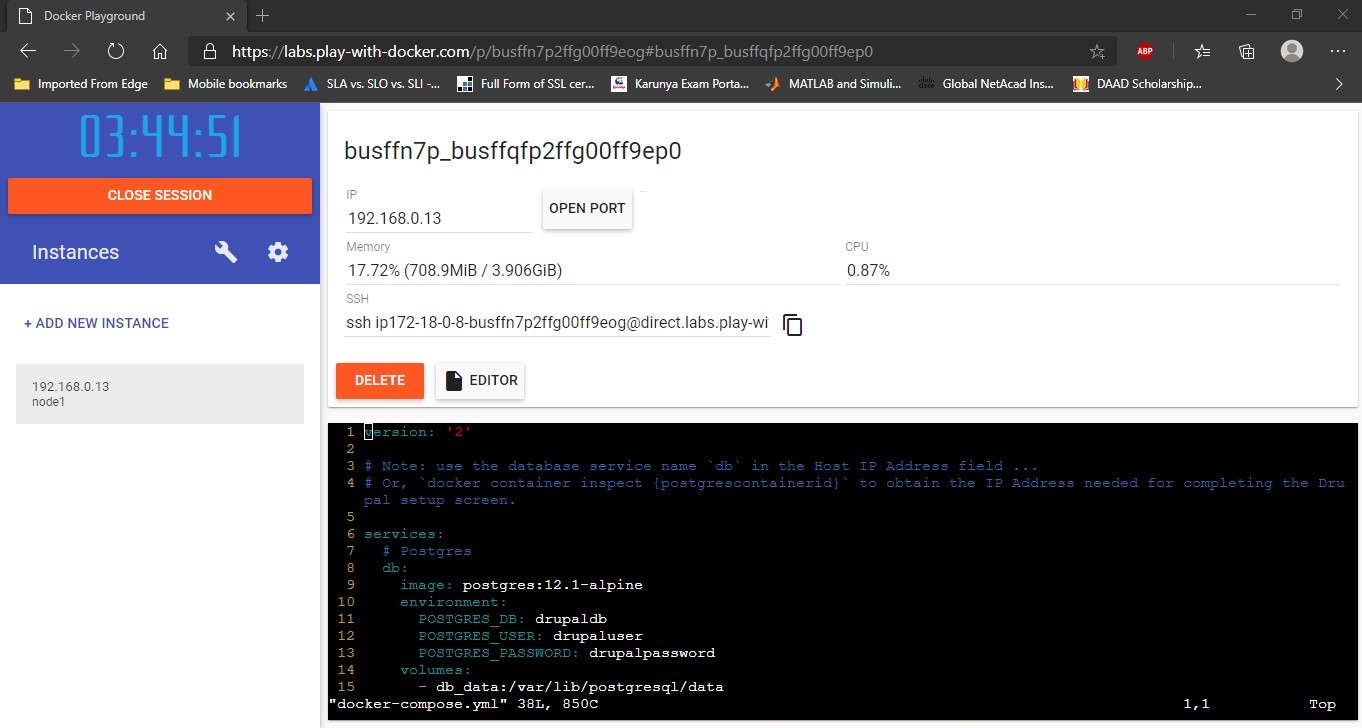 Docker Playground
https://labs.play-with-docker.com/p/busffn7p2ffg00ff9eog#busffn7p_busffqfp2ffg00ff9ep0
ABP
Imported From Edge
Mobile bookmarks
SLA vs. SLO vs. SLI -...
Full Form of SSL cer...
Karunya Exam Porta...
MATLAB and Simuli...
Global NetAcad Ins...
DAAD Scholarship...
03:44:51
CLOSE SESSION
Instances
+ ADD NEW INSTANCE
192.168.0.13
node1
busffn7p_busffqfp2ffg00ff9ep0
IP
192.168.0.13
OPEN PORT
Memory
17.72% (708.9MiB / 3.906GiB)
CPU
0.87%
SSH
ssh ip172-18-0-8-busffn7p2ffg00ff9eog@direct.labs.play-wi
DELETE
EDITOR
1 version: '2'
2
3 # Note: use the database service name `db` in the Host IP Address field ...
4 # Or, `docker container inspect {postgrescontainerid}` to obtain the IP Address needed for completing the Dru
pal setup screen.
5
6 services:
7 # Postgres
8 db:
9 image: postgres:12.1-alpine
10 environment:
11 POSTGRES_DB: drupaldb
12 POSTGRES_USER: drupaluser
13 POSTGRES_PASSWORD: drupalpassword
14 volumes:
15 - db_data:/var/lib/postgresql/data
"docker-compose.yml" 38L, 850C 1,1 Top